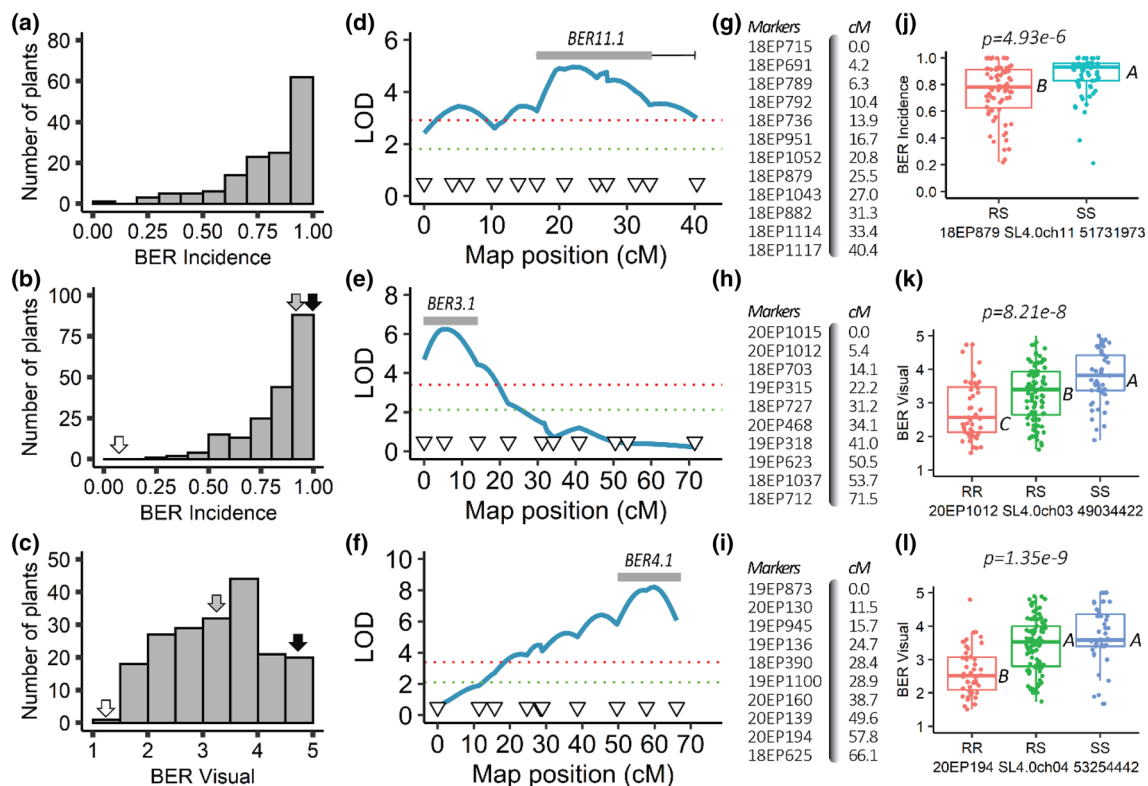 (a)
80
60
40
20
0
Number of plants
0.00 0.25 0.50 0.75 1.00
BER Incidence
(d)
BER11.1
6
4
2
0
LOD
0 10 20 30 40
Map position (cM)
(g)
Markers cM
18EP715 0.0
18EP691 4.2
18EP789 6.3
18EP792 10.4
18EP736 13.9
18EP951 16.7
18EP1052 20.8
18EP879 25.5
18EP1043 27.0
18EP882 31.3
18EP1114 33.4
18EP1117 40.4
(j)
p=4.93e-6
1.0
0.8
0.6
0.4
0.2
0.0
BER Incidence
B
A
RS SS
18EP879 SL4.0ch11 51731973
(b)
100
75
50
25
0
Number of plants
0.00 0.25 0.50 0.75 1.00
BER Incidence
(e)
BER3.1
8
6
4
2
0
LOD
0 10 20 30 40 50 60 70
Map position (cM)
(h)
Markers cM
20EP1015 0.0
20EP1012 5.4
18EP703 14.1
19EP315 22.2
18EP727 31.2
20EP468 34.1
19EP318 41.0
19EP623 50.5
18EP1037 53.7
18EP712 71.5
(k)
p=8.21e-8
5
4
3
2
1
BER Visual
C
B
A
RR RS SS
20EP1012 SL4.0ch03 49034422
(c)
50
40
30
20
10
0
Number of plants
1 2 3 4 5
BER Visual
(f)
BER4.1
10
8
6
4
2
0
LOD
0 10 20 30 40 50 60 70
Map position (cM)
(i)
Markers cM
19EP873 0.0
20EP130 11.5
19EP945 15.7
19EP136 24.7
18EP390 28.4
19EP1100 28.9
20EP160 38.7
20EP139 49.6
20EP194 57.8
18EP625 66.1
(l)
p=1.35e-9
5
4
3
2
1
BER Visual
B
A
A
RR RS SS
20EP194 SL4.0ch04 53254442